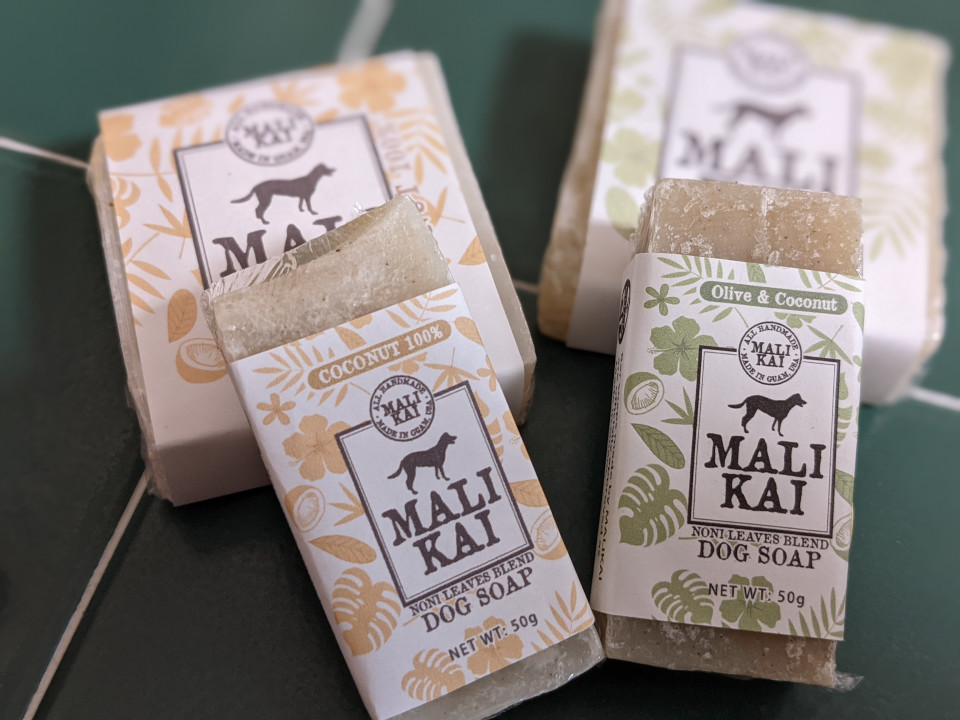 ALL HANDMADE
MALI
KAI
MADE IN GUAM, USA
MALI
MALI
COCONUT 100%
ALL HANDMADE
MALI
KAI
MADE IN GUAM, USA
MALI
KAI
NONI LEAVES BLEND
DOG SOAP
NET WT: 50g
Olive & Coconut
ALL HANDMADE
MALI
KAI
MADE IN GUAM, USA
MALI
KAI
NONI LEAVES BLEND
DOG SOAP
NET WT: 50g